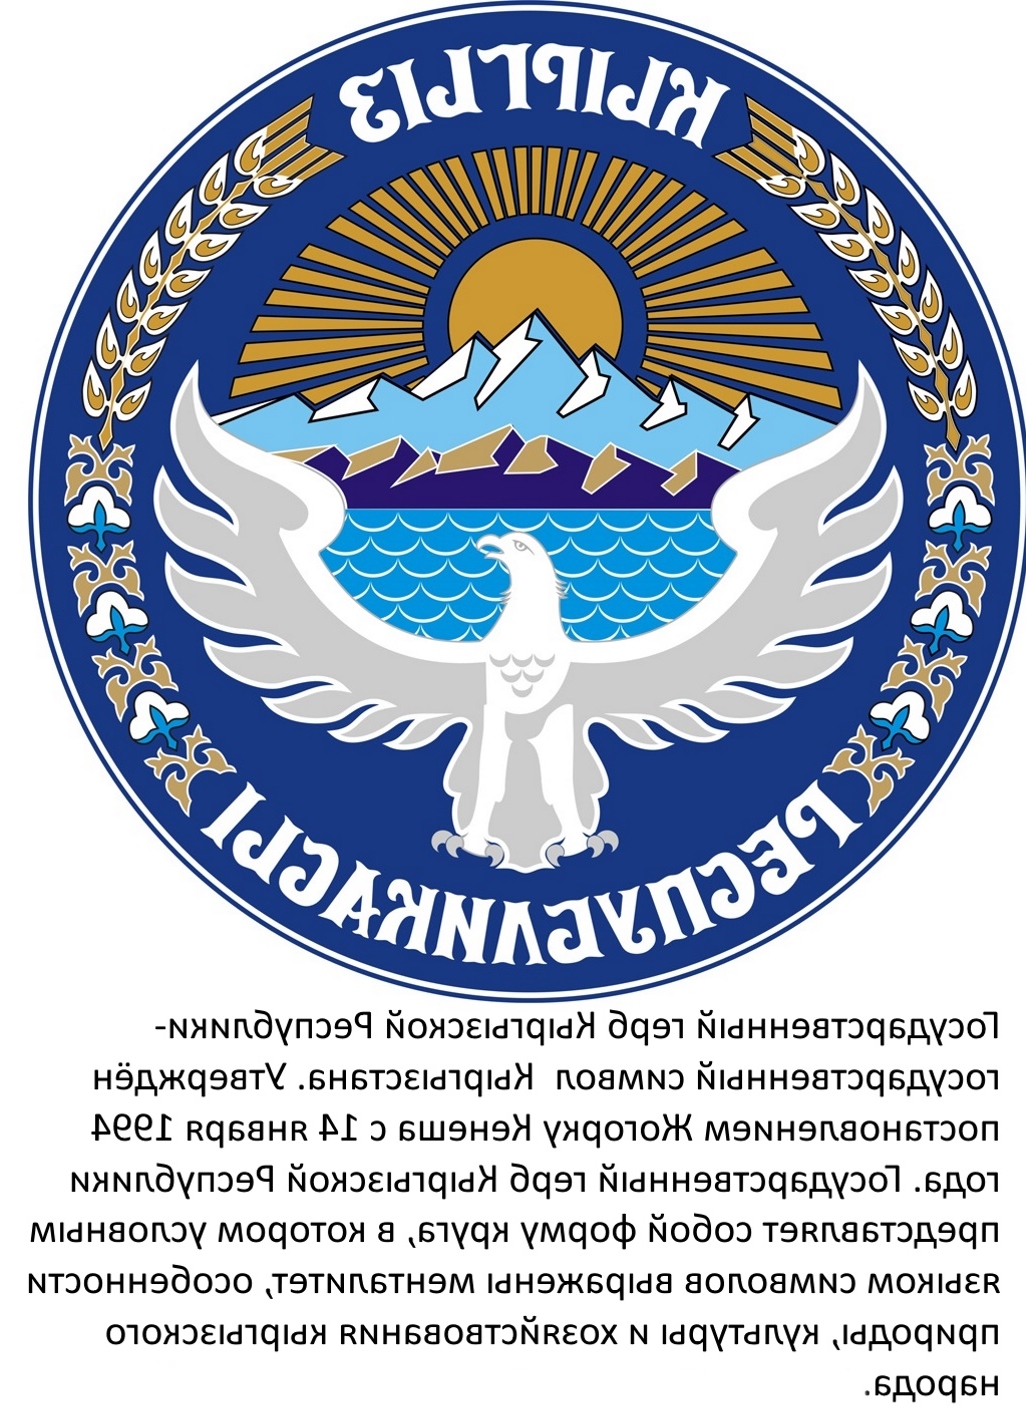 КЫРГЫЗ
РЕСПУБЛИКАСЫ
Государственный герб Кыргызской Республики-
государственный символ Кыргызстана. Утверждён
постановлением Жогорку Кенеша с 14 января 1994
года. Государственный герб Кыргызской Республики
представляет собой форму круга, в котором условным
языком символов выражены менталитет, особенности
природы, культуры и хозяйствования кыргызского
народа.